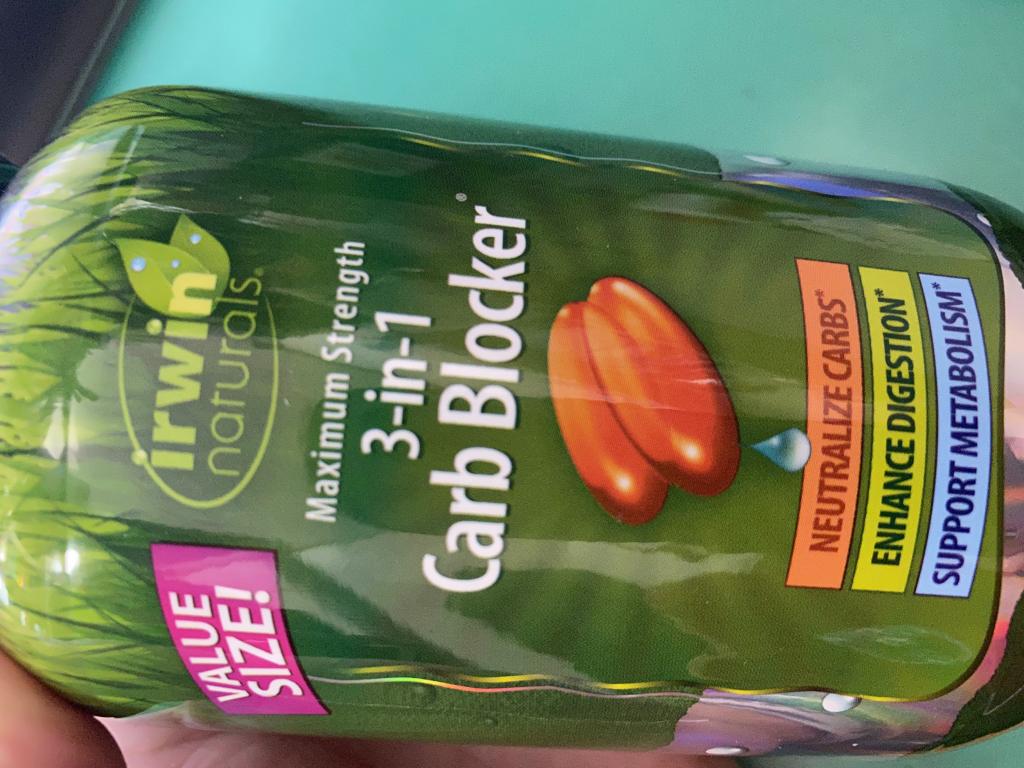 irwin
naturals®
VALUE
SIZE!
Maximum Strength
3-in-1
Carb Blocker®
NEUTRALIZE CARBS*
ENHANCE DIGESTION*
SUPPORT METABOLISM*